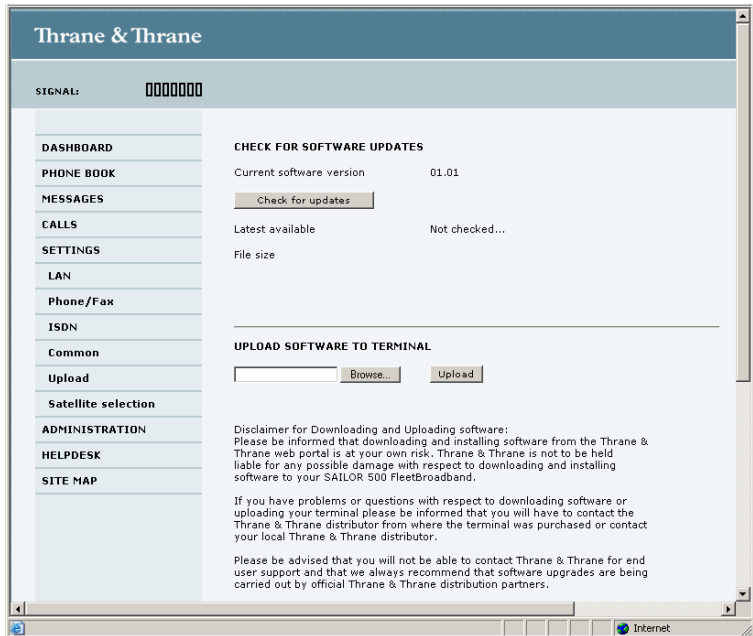 Thrane & Thrane
SIGNAL:
DASHBOARD
PHONE BOOK
MESSAGES
CALLS
SETTINGS
LAN
Phone/Fax
ISDN
Common
Upload
Satellite selection
ADMINISTRATION
HELPDESK
SITE MAP
CHECK FOR SOFTWARE UPDATES
Current software version 01.01
Check for updates
Latest available Not checked...
File size
UPLOAD SOFTWARE TO TERMINAL
Browse... Upload
Disclaimer for Downloading and Uploading software:
Please be informed that downloading and installing software from the Thrane &
Thrane web portal is at your own risk. Thrane & Thrane is not to be held
liable for any possible damage with respect to downloading and installing
software to your SAILOR 500 FleetBroadband.
If you have problems or questions with respect to downloading software or
uploading your terminal please be informed that you will have to contact the
Thrane & Thrane distributor from where the terminal was purchased or contact
your local Thrane & Thrane distributor.
Please be advised that you will not be able to contact Thrane & Thrane for end
user support and that we always recommend that software upgrades are being
carried out by official Thrane & Thrane distribution partners.
Internet